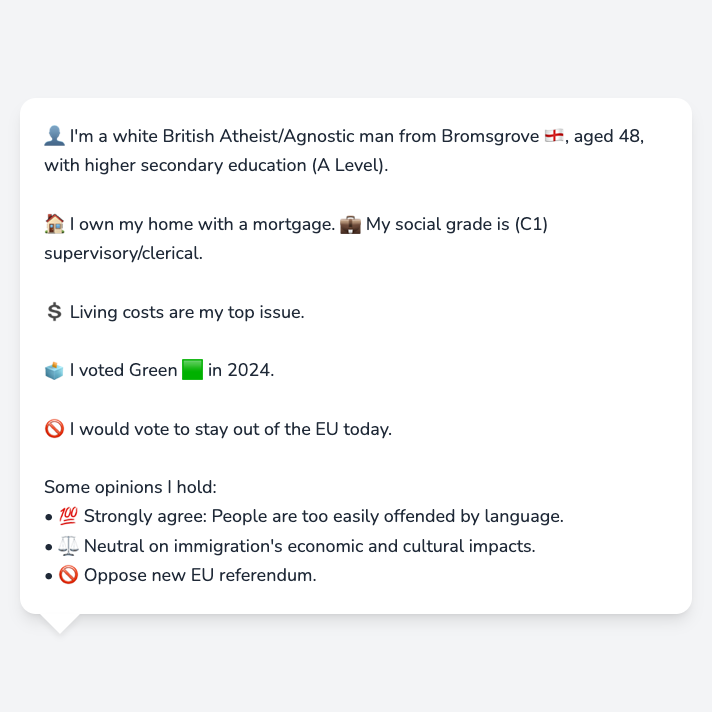 👤 I'm a white British Atheist/Agnostic man from Bromsgrove 🏴󠁧󠁢󠁥󠁮󠁧󠁿, aged 48,
with higher secondary education (A Level).
🏠 I own my home with a mortgage. 💼 My social grade is (C1)
supervisory/clerical.
💲 Living costs are my top issue.
🗳️ I voted Green 🟩 in 2024.
🚫 I would vote to stay out of the EU today.
Some opinions I hold:
• 💯 Strongly agree: People are too easily offended by language.
• ⚖️ Neutral on immigration's economic and cultural impacts.
• 🚫 Oppose new EU referendum.